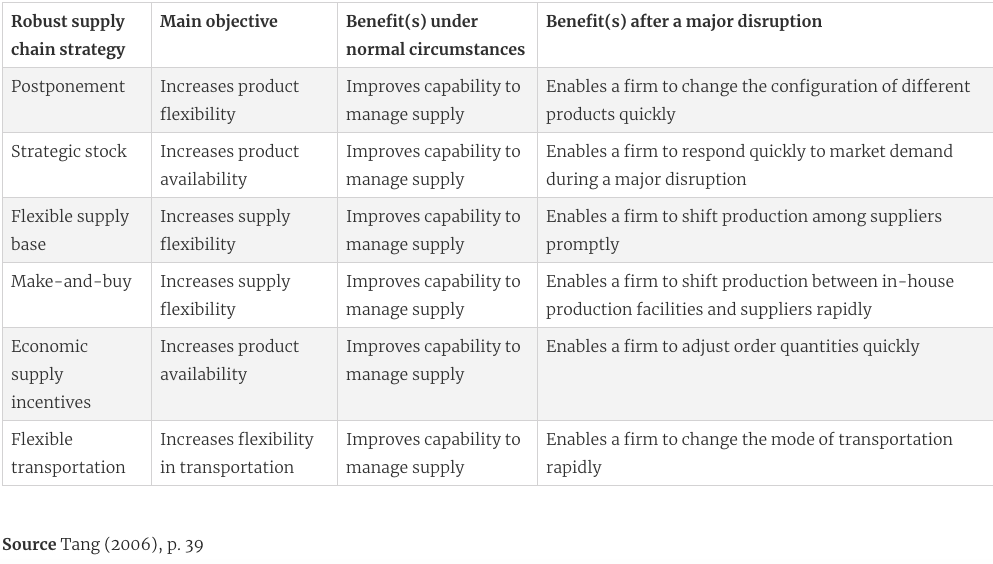 Robust supply chain strategy | Main objective | Benefit(s) under normal circumstances | Benefit(s) after a major disruption
Postponement | Increases product flexibility | Improves capability to manage supply | Enables a firm to change the configuration of different products quickly
Strategic stock | Increases product availability | Improves capability to manage supply | Enables a firm to respond quickly to market demand during a major disruption
Flexible supply base | Increases supply flexibility | Improves capability to manage supply | Enables a firm to shift production among suppliers promptly
Make-and-buy | Increases supply flexibility | Improves capability to manage supply | Enables a firm to shift production between in-house production facilities and suppliers rapidly
Economic supply incentives | Increases product availability | Improves capability to manage supply | Enables a firm to adjust order quantities quickly
Flexible transportation | Increases flexibility in transportation | Improves capability to manage supply | Enables a firm to change the mode of transportation rapidly
Source Tang (2006), p. 39